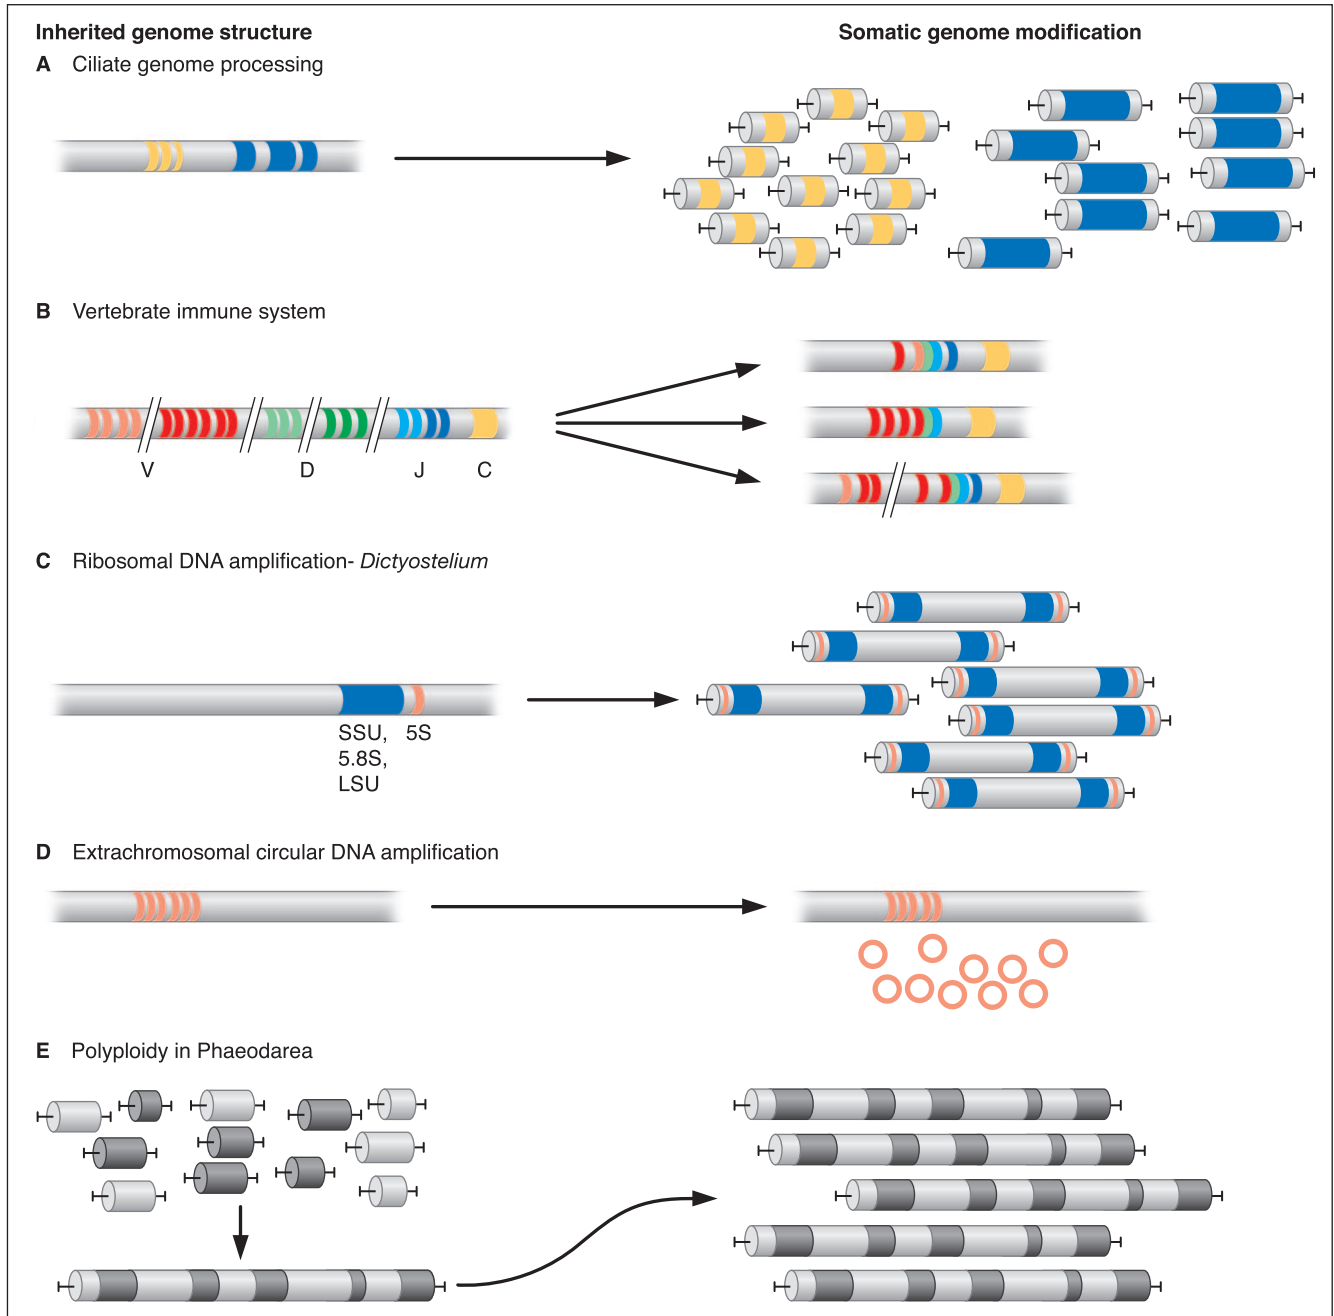 Inherited genome structure
Somatic genome modification
A Ciliate genome processing
B Vertebrate immune system
V D J C
C Ribosomal DNA amplification- Dictyostelium
SSU, 5S
5.8S,
LSU
D Extrachromosomal circular DNA amplification
E Polyploidy in Phaeodarea